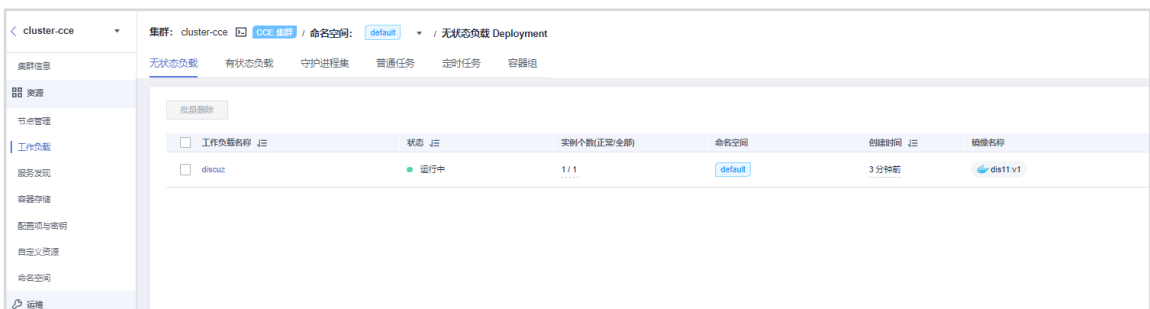 cluster-cce
集群： cluster-cce CCE 集群 / 命名空间： default / 无状态负载 Deployment
集群信息
无状态负载 有状态负载 守护进程集 普通任务 定时任务 容器组
资源
批量删除
节点管理
工作负载名称 状态 实例个数(正常/全部) 命名空间 创建时间 镜像名称
工作负载
discuz 运行中 1 / 1 default 3 分钟前 dis11:v1
服务发现
容器存储
配置项与密钥
自定义资源
命名空间
运维